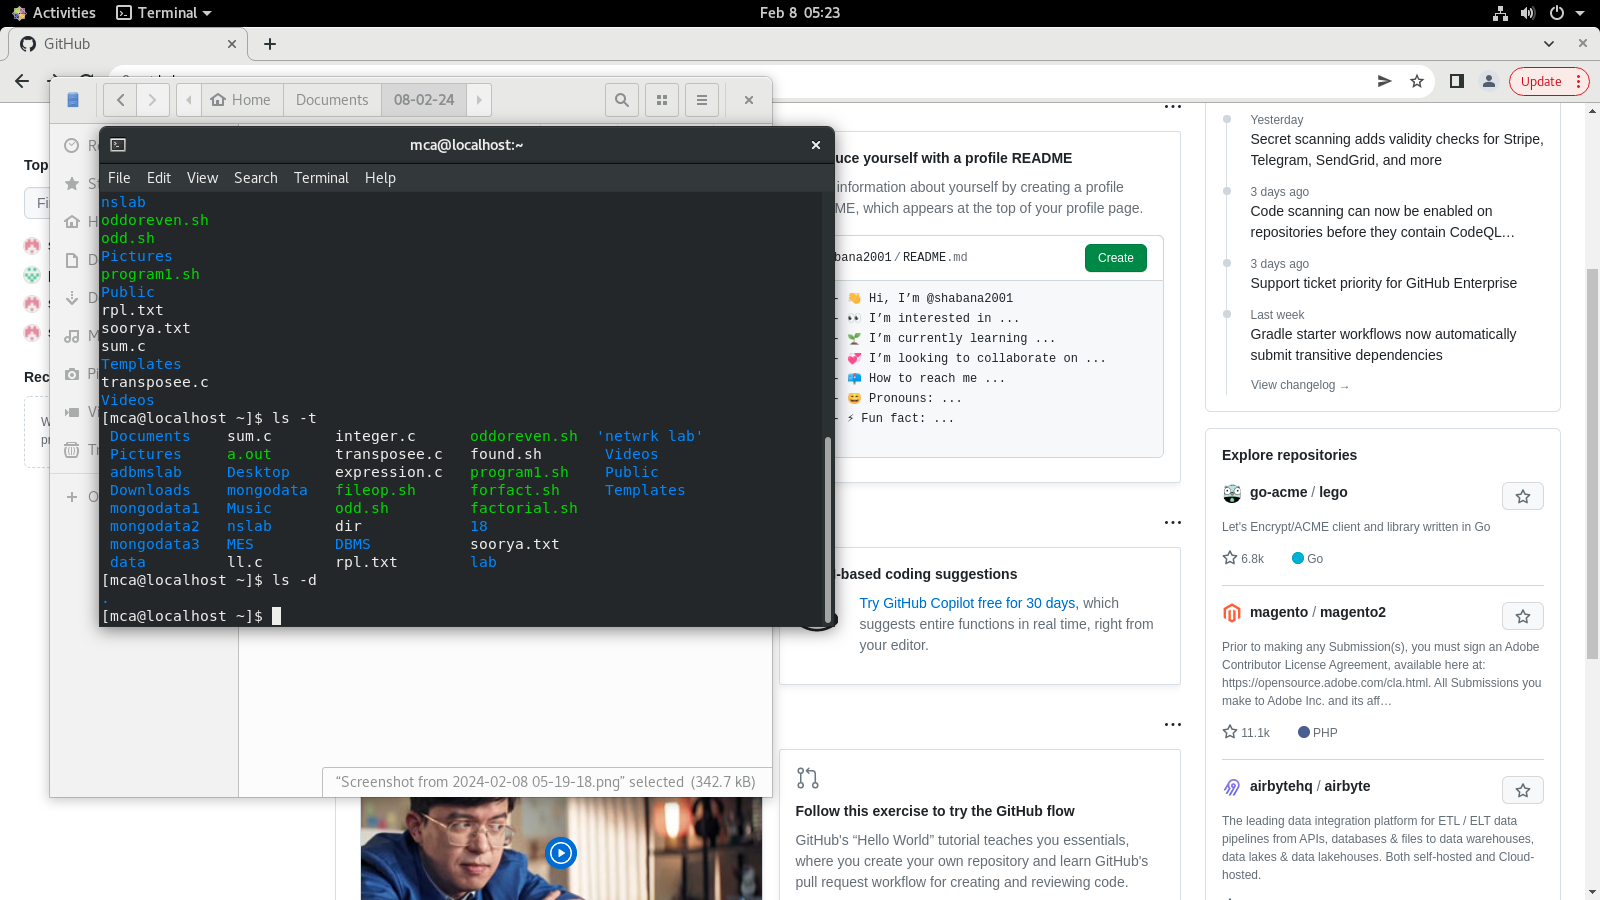 Activities
Terminal
Feb 8 05:23
GitHub
Update
Home
Documents
08-02-24
Top
mca@localhost:~
File Edit View Search Terminal Help
nslab
oddoreven.sh
odd.sh
Pictures
program1.sh
Public
rpl.txt
soorya.txt
sum.c
Templates
transposee.c
Videos
[mca@localhost ~]$ ls -t
Documents sum.c integer.c oddoreven.sh 'netwrk lab'
Pictures a.out transposee.c found.sh Videos
adbmslab Desktop expression.c program1.sh Public
Downloads mongodata fileop.sh forfact.sh Templates
mongodata1 Music odd.sh factorial.sh
mongodata2 nslab dir 18
mongodata3 MES DBMS soorya.txt
data ll.c rpl.txt lab
[mca@localhost ~]$ ls -d
.
[mca@localhost ~]$
“Screenshot from 2024-02-08 05-19-18.png” selected (342.7 kB)
uce yourself with a profile README
information about yourself by creating a profile
ME, which appears at the top of your profile page.
bana2001/README.md
Create
- 👋 Hi, I’m @shabana2001
- 👀 I’m interested in ...
- 🌱 I’m currently learning ...
- 💞️ I’m looking to collaborate on ...
- 📫 How to reach me ...
- 😄 Pronouns: ...
- ⚡ Fun fact: ...
-based coding suggestions
Try GitHub Copilot free for 30 days, which
suggests entire functions in real time, right from
your editor.
Follow this exercise to try the GitHub flow
GitHub's “Hello World” tutorial teaches you essentials,
where you create your own repository and learn GitHub's
pull request workflow for creating and reviewing code.
Yesterday
Secret scanning adds validity checks for Stripe,
Telegram, SendGrid, and more
3 days ago
Code scanning can now be enabled on
repositories before they contain CodeQL…
3 days ago
Support ticket priority for GitHub Enterprise
Last week
Gradle starter workflows now automatically
submit transitive dependencies
View changelog →
Explore repositories
go-acme / lego
Let's Encrypt/ACME client and library written in Go
6.8k Go
magento / magento2
Prior to making any Submission(s), you must sign an Adobe
Contributor License Agreement, available here at:
https://opensource.adobe.com/cla.html. All Submissions you
make to Adobe Inc. and its aff…
11.1k PHP
airbytehq / airbyte
The leading data integration platform for ETL / ELT data
pipelines from APIs, databases & files to data warehouses,
data lakes & data lakehouses. Both self-hosted and Cloud-
hosted.